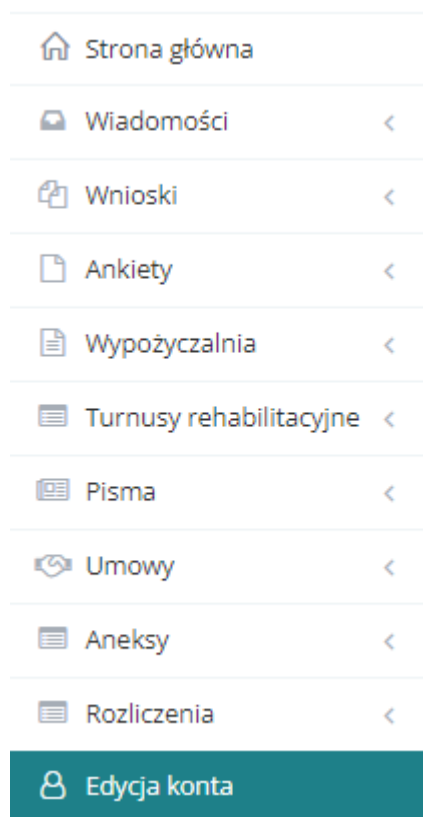 Strona główna
Wiadomości
Wnioski
Ankiety
Wypożyczalnia
Turnusy rehabilitacyjne
Pisma
Umowy
Aneksy
Rozliczenia
Edycja konta